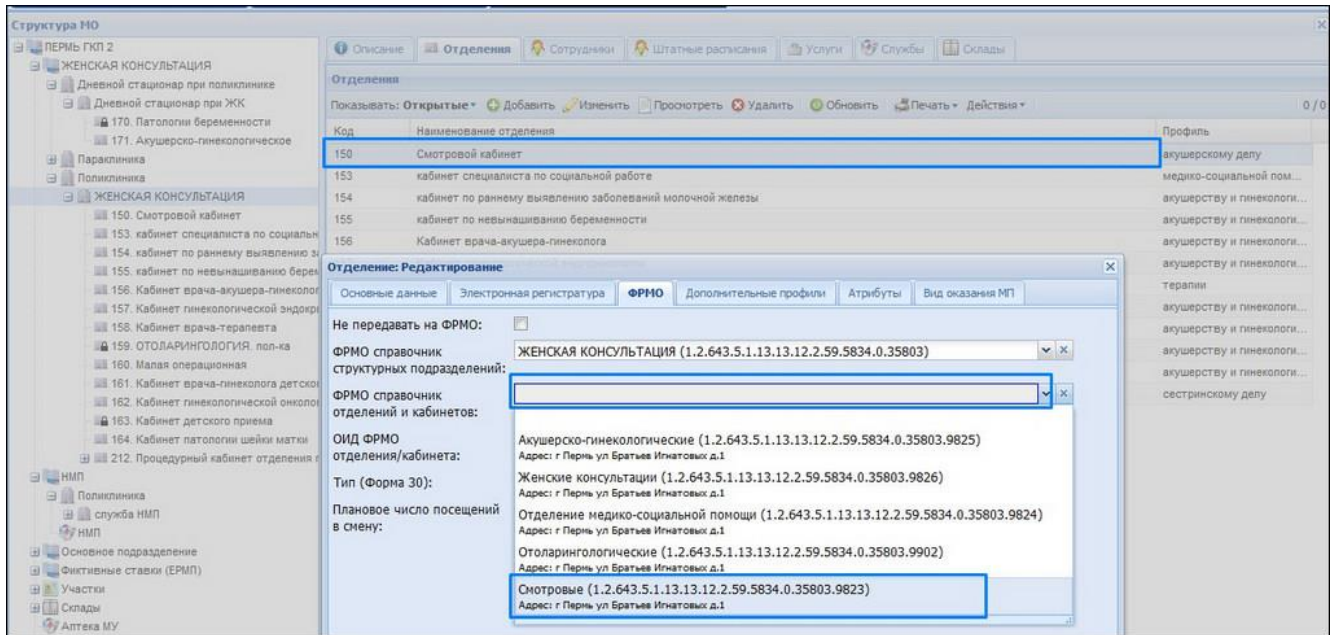 Структура МО
ПЕРМЬ ГКП 2
ЖЕНСКАЯ КОНСУЛЬТАЦИЯ
Дневной стационар при поликлинике
Дневной стационар при ЖК
170. Патологии беременности
171. Акушерско-гинекологическое
Параклиника
Поликлиника
ЖЕНСКАЯ КОНСУЛЬТАЦИЯ
150. Смотровой кабинет
153. кабинет специалиста по социальн
154. кабинет по раннему выявлению за
155. кабинет по невынашиванию берем
156. Кабинет врача-акушера-гинеколог
157. Кабинет гинекологической эндокри
158. Кабинет врача-терапевта
159. ОТОЛАРИНГОЛОГИЯ. пол-ка
160. Малая операционная
161. Кабинет врача-гинеколога детског
162. Кабинет гинекологической онколог
163. Кабинет детского приема
164. Кабинет патологии шейки матки
212. Процедурный кабинет отделения г
НМП
Поликлиника
служба НМП
НМП
Основное подразделение
Фиктивные ставки (ЕРМП)
Участки
Склады
Аптека МУ
Описание Отделения Сотрудники Штатные расписания Услуги Службы Склады
Отделения
Показывать: Открытые Добавить Изменить Просмотреть Удалить Обновить Печать Действия 0 / 0
Код Наименование отделения Профиль
150 Смотровой кабинет акушерскому делу
153 кабинет специалиста по социальной работе медико-социальной пом...
154 кабинет по раннему выявлению заболеваний молочной железы акушерству и гинекологи...
155 кабинет по невынашиванию беременности акушерству и гинекологи...
156 Кабинет врача-акушера-гинеколога акушерству и гинекологи...
акушерству и гинекологи...
терапии
акушерству и гинекологи...
акушерству и гинекологи...
акушерству и гинекологи...
акушерству и гинекологи...
сестринскому делу
Отделение: Редактирование
Основные данные Электронная регистратура ФРМО Дополнительные профили Атрибуты Вид оказания МП
Не передавать на ФРМО:
ФРМО справочник структурных подразделений: ЖЕНСКАЯ КОНСУЛЬТАЦИЯ (1.2.643.5.1.13.13.12.2.59.5834.0.35803)
ФРМО справочник
отделений и кабинетов:
ОИД ФРМО
отделения/кабинета:
Тип (Форма 30):
Плановое число посещений
в смену:
Акушерско-гинекологические (1.2.643.5.1.13.13.12.2.59.5834.0.35803.9825)
Адрес: г Пермь ул Братьев Игнатовых д.1
Женские консультации (1.2.643.5.1.13.13.12.2.59.5834.0.35803.9826)
Адрес: г Пермь ул Братьев Игнатовых д.1
Отделение медико-социальной помощи (1.2.643.5.1.13.13.12.2.59.5834.0.35803.9824)
Адрес: г Пермь ул Братьев Игнатовых д.1
Отоларингологические (1.2.643.5.1.13.13.12.2.59.5834.0.35803.9902)
Адрес: г Пермь ул Братьев Игнатовых д.1
Смотровые (1.2.643.5.1.13.13.12.2.59.5834.0.35803.9823)
Адрес: г Пермь ул Братьев Игнатовых д.1